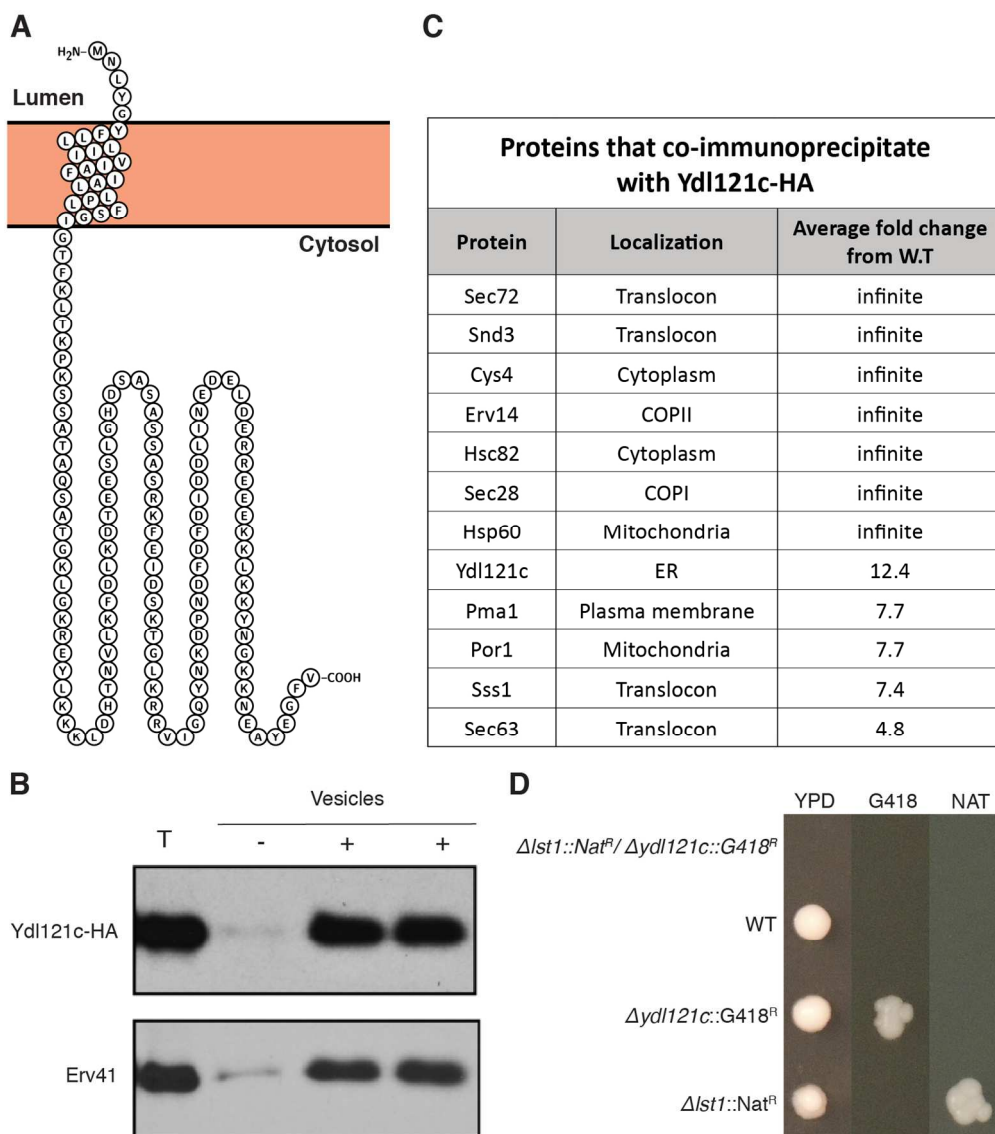 A
H₂N–
M
N
L
Y
G
Lumen
L L F Y
I I L
F A I V
L A I
L P L F
I G S
Cytosol
G T F K L T K P K S S A T A Q S A T G K L G K R E Y L K K K L D
H T N V L K F D L K D T E E S L G H D S A
S A S S A S R K F E I D S K T G L K R R V I G
Q Y N K D P N D F D I D D L I N E D E
L D E R R E E E K K L K K Y N G K K N E A Y E G F V
–COOH
B
Vesicles
T - + +
Ydl121c-HA
Erv41
C
Proteins that co-immunoprecipitate
with Ydl121c-HA
Protein Localization Average fold change
from W.T
Sec72 Translocon infinite
Snd3 Translocon infinite
Cys4 Cytoplasm infinite
Erv14 COPII infinite
Hsc82 Cytoplasm infinite
Sec28 COPI infinite
Hsp60 Mitochondria infinite
Ydl121c ER 12.4
Pma1 Plasma membrane 7.7
Por1 Mitochondria 7.7
Sss1 Translocon 7.4
Sec63 Translocon 4.8
D
YPD G418 NAT
Δlst1::Natᴿ/ Δydl121c::G418ᴿ
WT
Δydl121c::G418ᴿ
Δlst1::Natᴿ